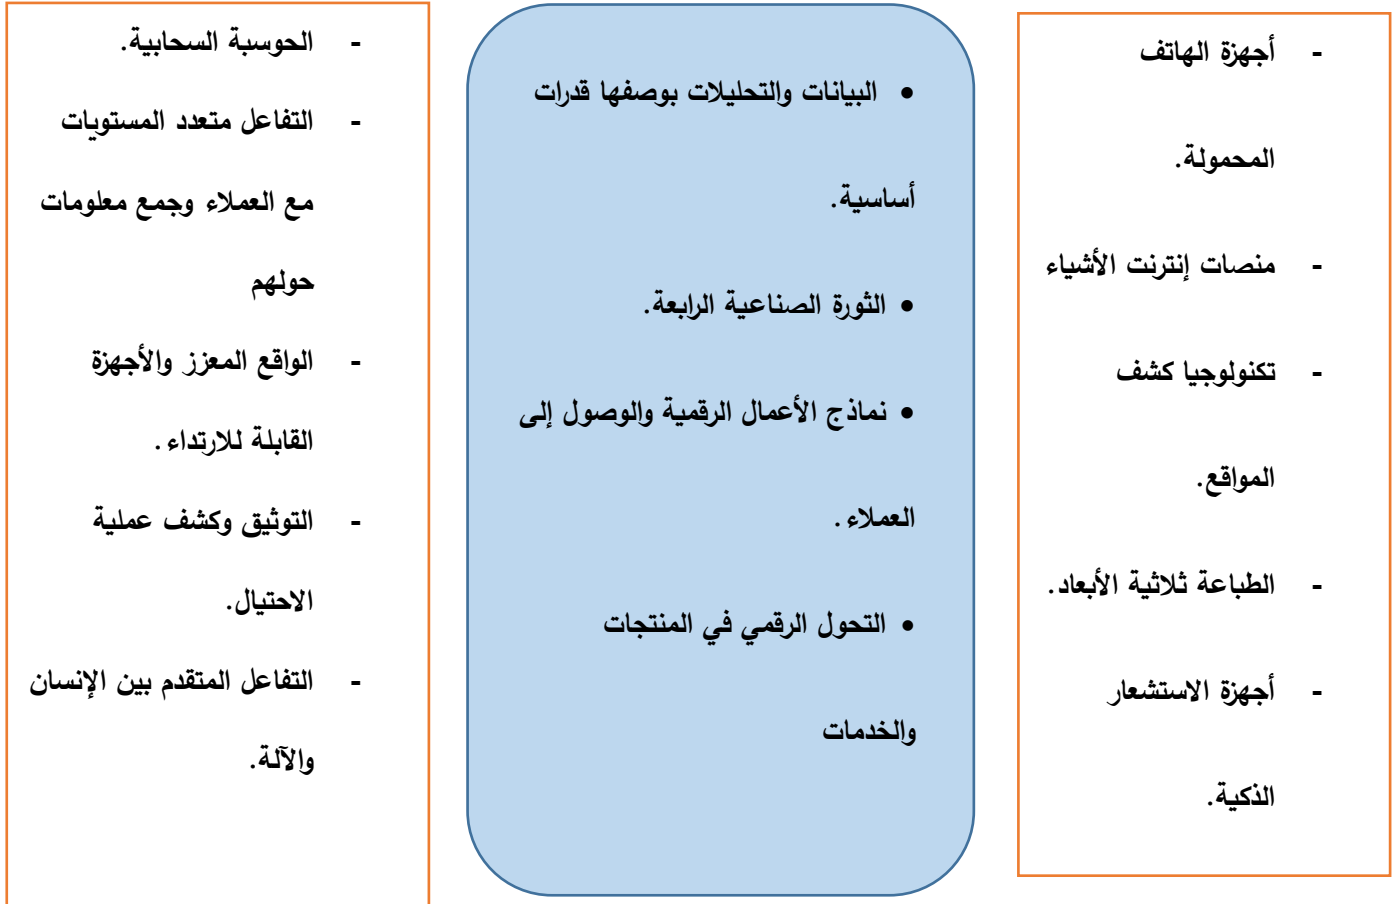 - أجهزة الهاتف
المحمولة.
- منصات إنترنت الأشياء
- تكنولوجيا كشف
المواقع.
- الطباعة ثلاثية الأبعاد.
- أجهزة الاستشعار
الذكية.
• البيانات والتحليلات بوصفها قدرات
أساسية.
• الثورة الصناعية الرابعة.
• نماذج الأعمال الرقمية والوصول إلى
العملاء.
• التحول الرقمي في المنتجات
والخدمات
- الحوسبة السحابية.
- التفاعل متعدد المستويات
مع العملاء وجمع معلومات
حولهم
- الواقع المعزز والأجهزة
القابلة للارتداء.
- التوثيق وكشف عملية
الاحتيال.
- التفاعل المتقدم بين الإنسان
والآلة.